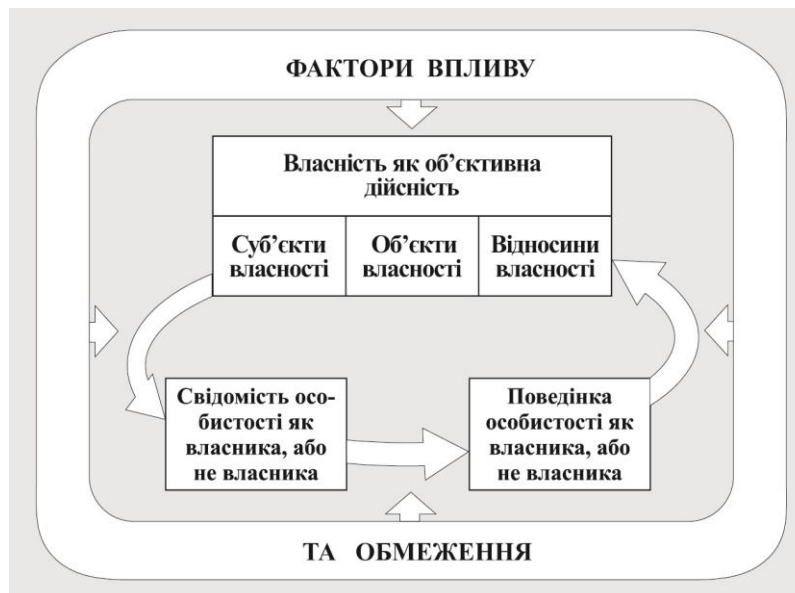 ФАКТОРИ ВПЛИВУ
Власність як об’єктивна
дійсність
Суб’єкти
власності
Об’єкти
власності
Відносини
власності
Свідомість осо-
бистості як
власника, або
не власника
Поведінка
особистості як
власника, або
не власника
ТА ОБМЕЖЕННЯ